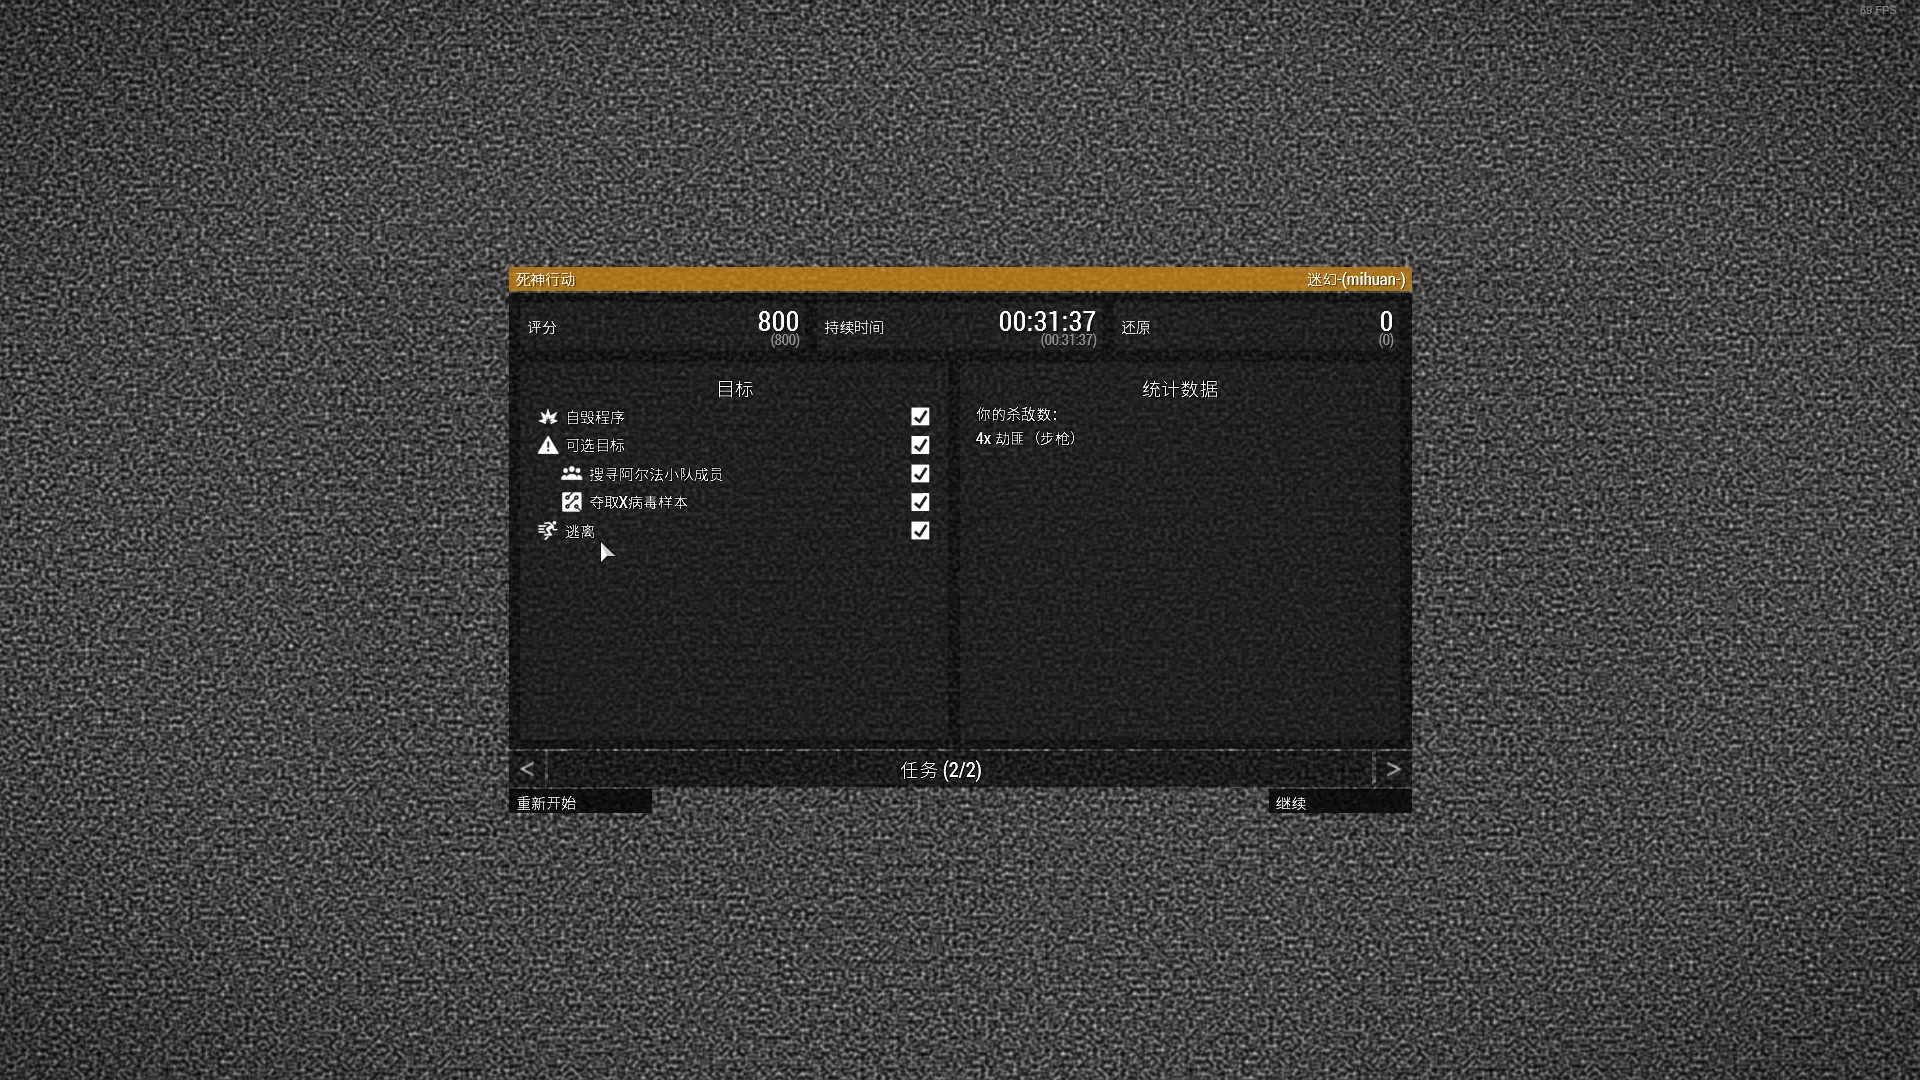 69 FPS
死神行动 迷幻-(mihuan-)
评分 800 (800) 持续时间 00:31:37 (00:31:37) 还原 0 (0)
目标
自毁程序
可选目标
搜寻阿尔法小队成员
夺取X病毒样本
逃离
统计数据
你的杀敌数：
4x 劫匪（步枪）
< 任务 (2/2) >
重新开始 继续